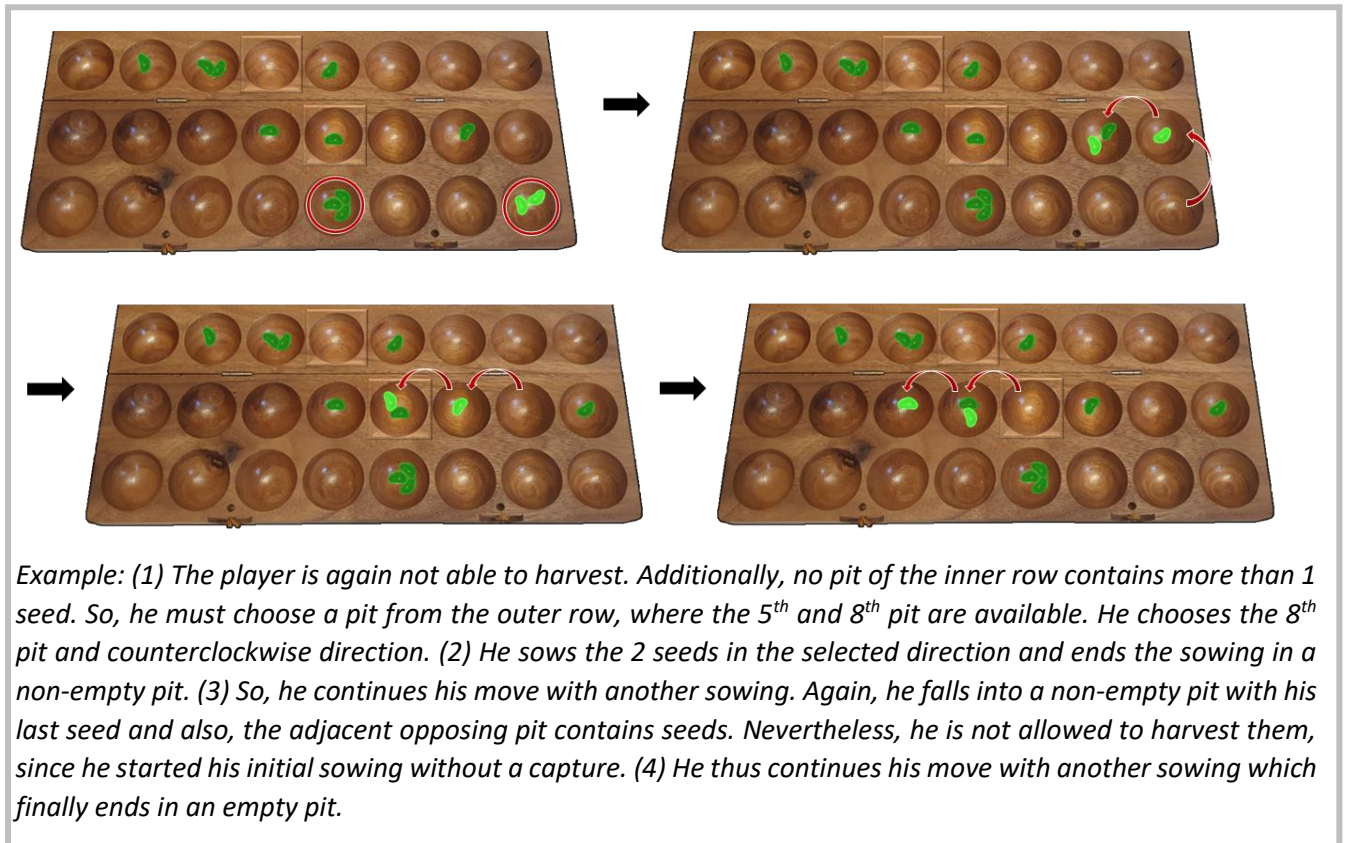 Example: (1) The player is again not able to harvest. Additionally, no pit of the inner row contains more than 1
seed. So, he must choose a pit from the outer row, where the 5th and 8th pit are available. He chooses the 8th
pit and counterclockwise direction. (2) He sows the 2 seeds in the selected direction and ends the sowing in a
non-empty pit. (3) So, he continues his move with another sowing. Again, he falls into a non-empty pit with his
last seed and also, the adjacent opposing pit contains seeds. Nevertheless, he is not allowed to harvest them,
since he started his initial sowing without a capture. (4) He thus continues his move with another sowing which
finally ends in an empty pit.